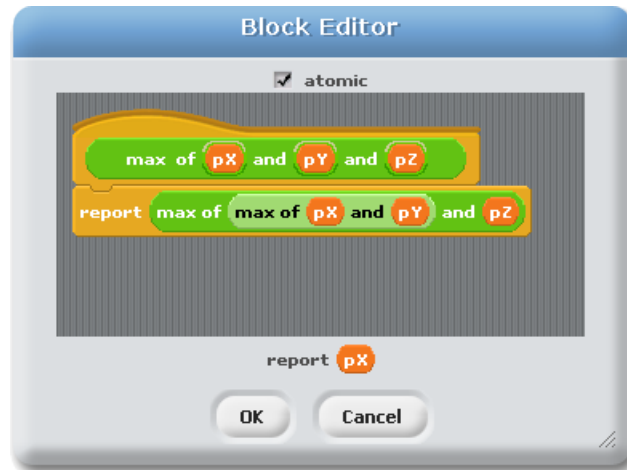 Block Editor
atomic
max of pX and pY and pZ
report max of max of pX and pY and pZ
report pX
OK Cancel